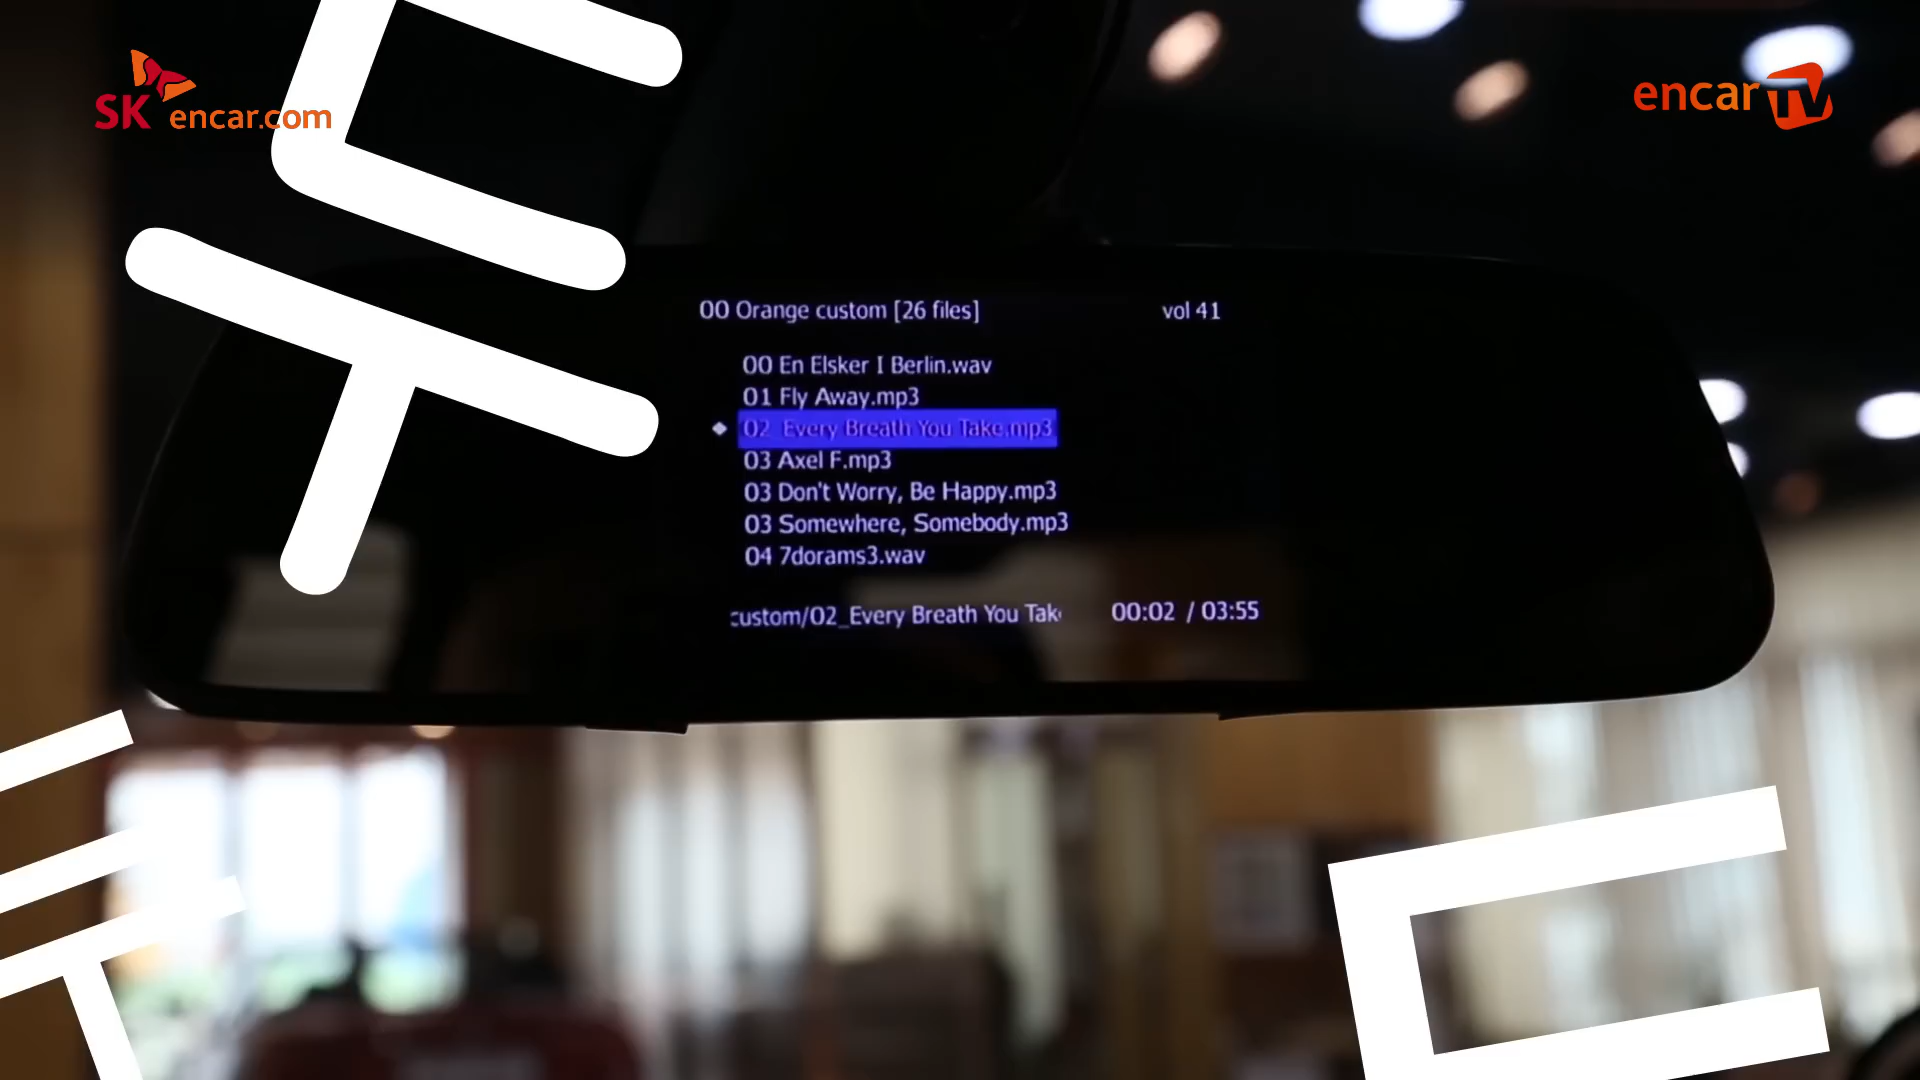 SK encar.com
encar TV
00 Orange custom [26 files] vol 41
00 En Elsker I Berlin.wav
01 Fly Away.mp3
02_Every Breath You Take.mp3
03 Axel F.mp3
03 Don't Worry, Be Happy.mp3
03 Somewhere, Somebody.mp3
04 7dorams3.wav
custom/02_Every Breath You Tak 00:02 / 03:55